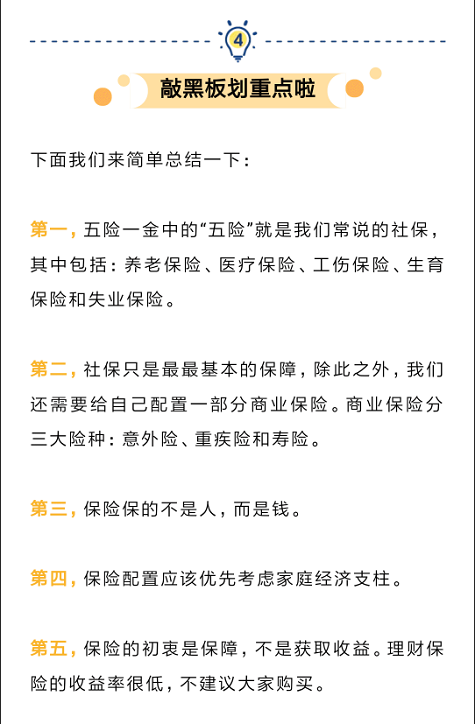 4
敲黑板划重点啦
下面我们来简单总结一下：
第一，五险一金中的“五险”就是我们常说的社保，
其中包括：养老保险、医疗保险、工伤保险、生育
保险和失业保险。
第二，社保只是最最基本的保障，除此之外，我们
还需要给自己配置一部分商业保险。商业保险分
三大险种：意外险、重疾险和寿险。
第三，保险保的不是人，而是钱。
第四，保险配置应该优先考虑家庭经济支柱。
第五，保险的初衷是保障，不是获取收益。理财保
险的收益率很低，不建议大家购买。